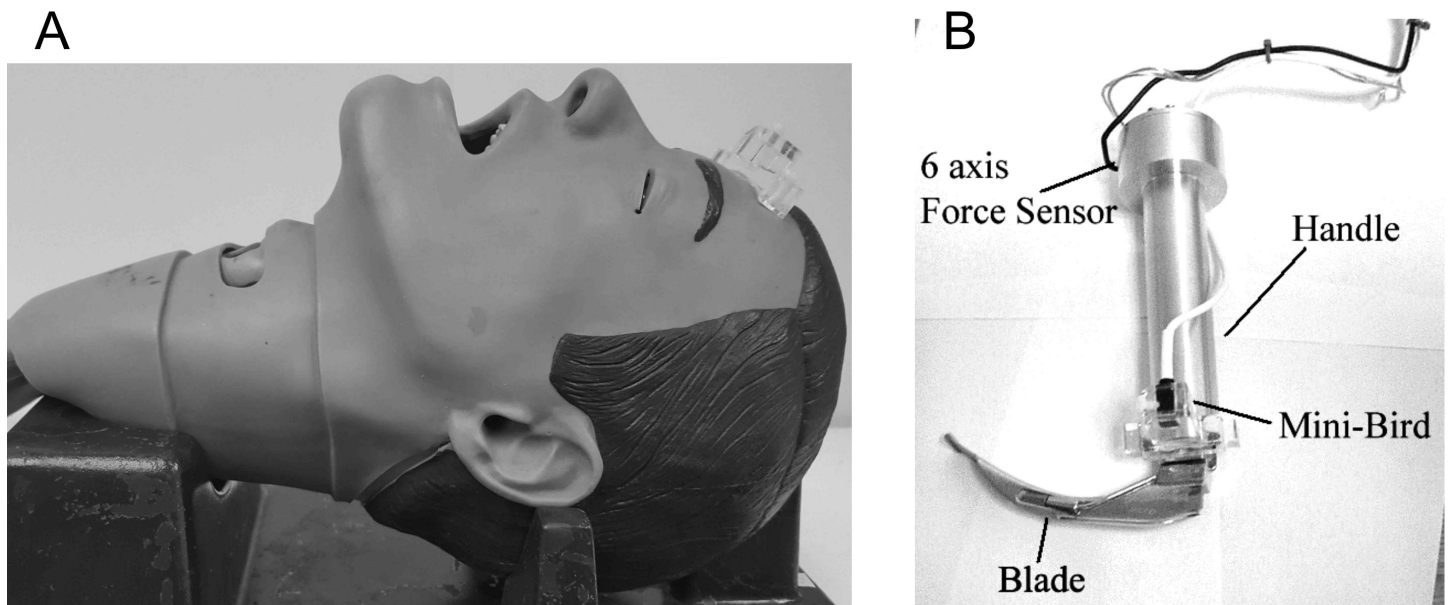 A
B
6 axis
Force Sensor
Handle
Mini-Bird
Blade